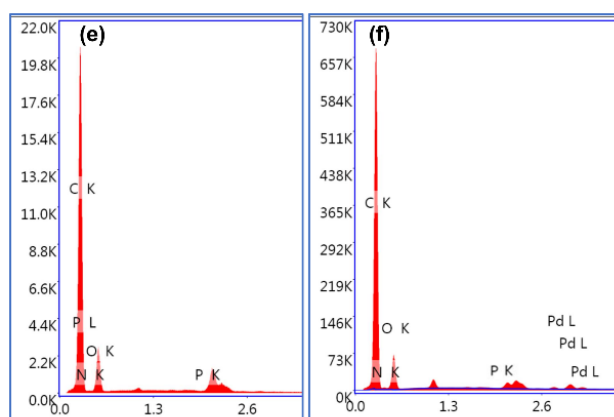 (e)
22.0K
19.8K
17.6K
15.4K
13.2K
11.0K
8.8K
6.6K
4.4K
2.2K
0.0K
C K
P L
O K
N K
P K
0.0
1.3
2.6
(f)
730K
657K
584K
511K
438K
365K
292K
219K
146K
73K
0K
C K
O K
N K
P K
Pd L
Pd L
Pd L
0.0
1.3
2.6